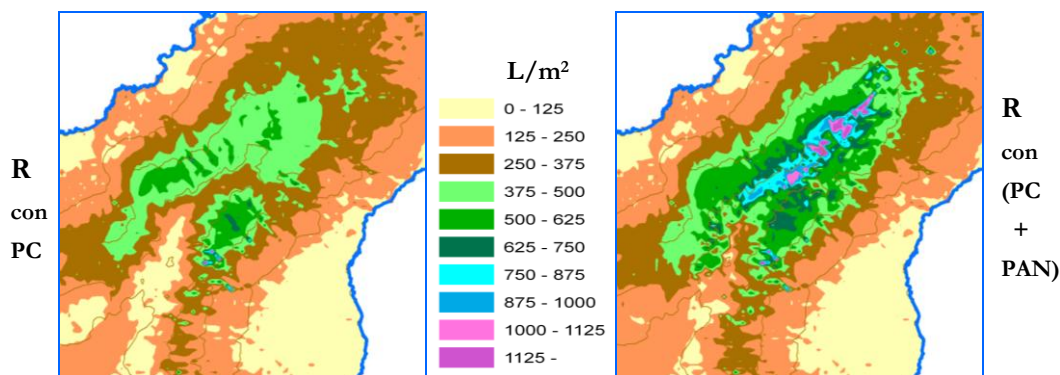 R
con
PC
L/m²
0 - 125
125 - 250
250 - 375
375 - 500
500 - 625
625 - 750
750 - 875
875 - 1000
1000 - 1125
1125 -
R
con
(PC
+
PAN)